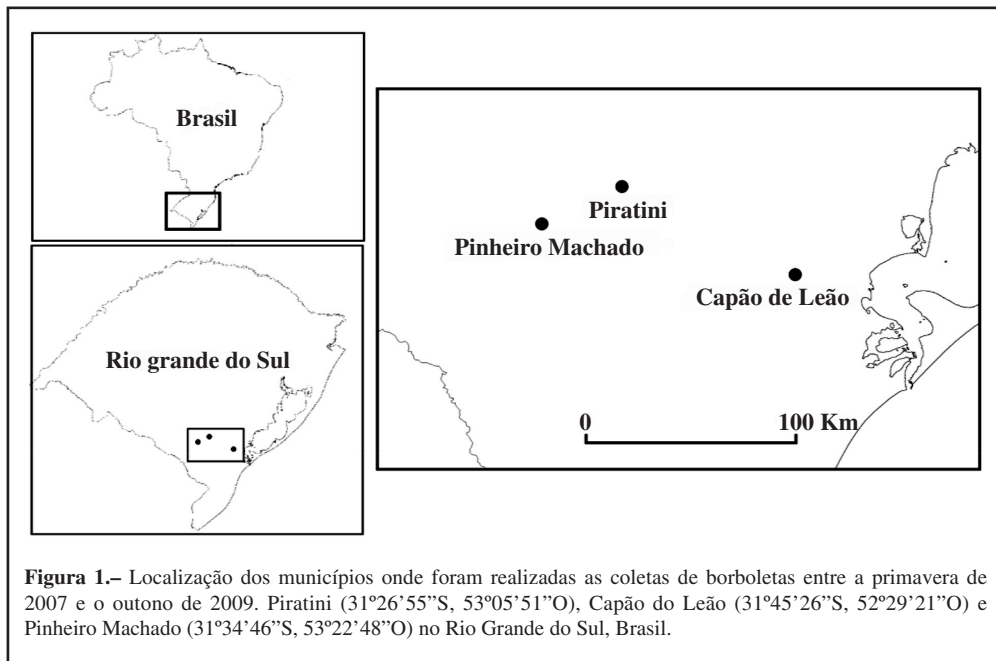 Brasil
Rio grande do Sul
Piratini
Pinheiro Machado
Capão de Leão
0 100 Km
Figura 1.– Localização dos municípios onde foram realizadas as coletas de borboletas entre a primavera de
2007 e o outono de 2009. Piratini (31º26’55”S, 53º05’51”O), Capão do Leão (31º45’26”S, 52º29’21”O) e
Pinheiro Machado (31º34’46”S, 53º22’48”O) no Rio Grande do Sul, Brasil.